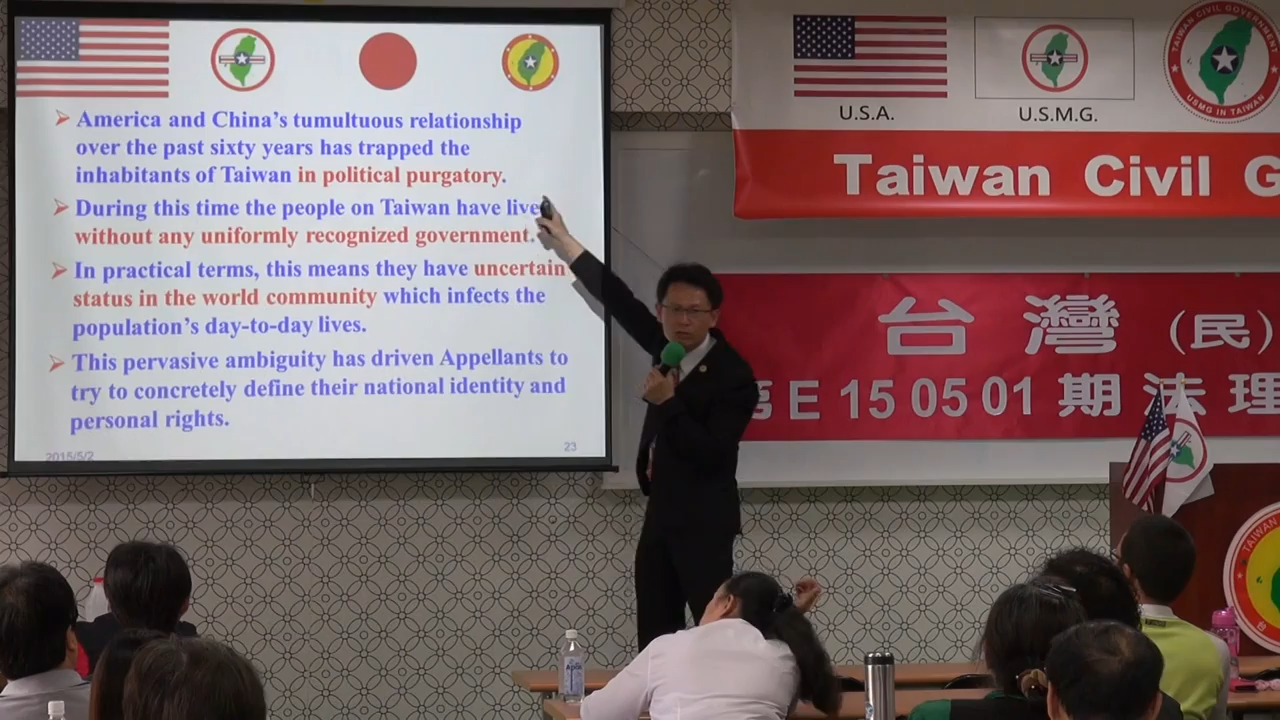 America and China's tumultuous relationship
over the past sixty years has trapped the
inhabitants of Taiwan in political purgatory.
During this time the people on Taiwan have live
without any uniformly recognized government.
In practical terms, this means they have uncertain
status in the world community which infects the
population's day-to-day lives.
This pervasive ambiguity has driven Appellants to
try to concretely define their national identity and
personal rights.
2015/5/2
23
U.S.A.
U.S.M.G.
TAIWAN CIVIL GOVERNMENT
USMG IN TAIWAN
Taiwan Civil G
台灣(民)
E 15 05 01 期法理